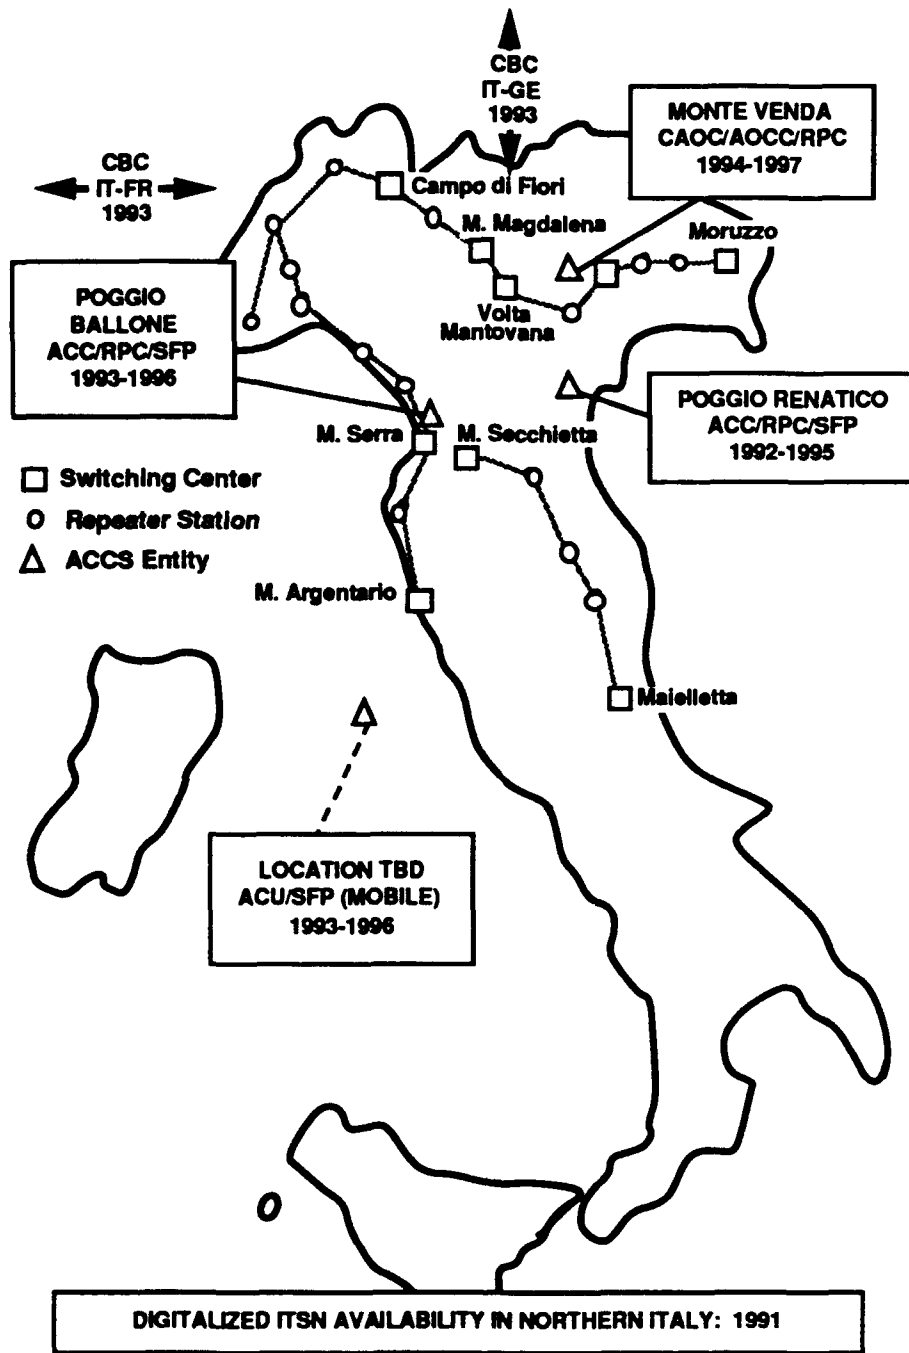 CBC
IT-GE
1993
MONTE VENDA
CAOC/AOCC/RPC
1994-1997
CBC
IT-FR
1993
Campo di Fiori
M. Magdalena
Moruzzo
Volta
Mantovana
POGGIO
BALLONE
ACC/RPC/SFP
1993-1996
POGGIO RENATICO
ACC/RPC/SFP
1992-1995
M. Serra
M. Secchietta
Switching Center
Repeater Station
ACCS Entity
M. Argentario
Maielletta
LOCATION TBD
ACU/SFP (MOBILE)
1993-1996
DIGITALIZED ITSN AVAILABILITY IN NORTHERN ITALY: 1991